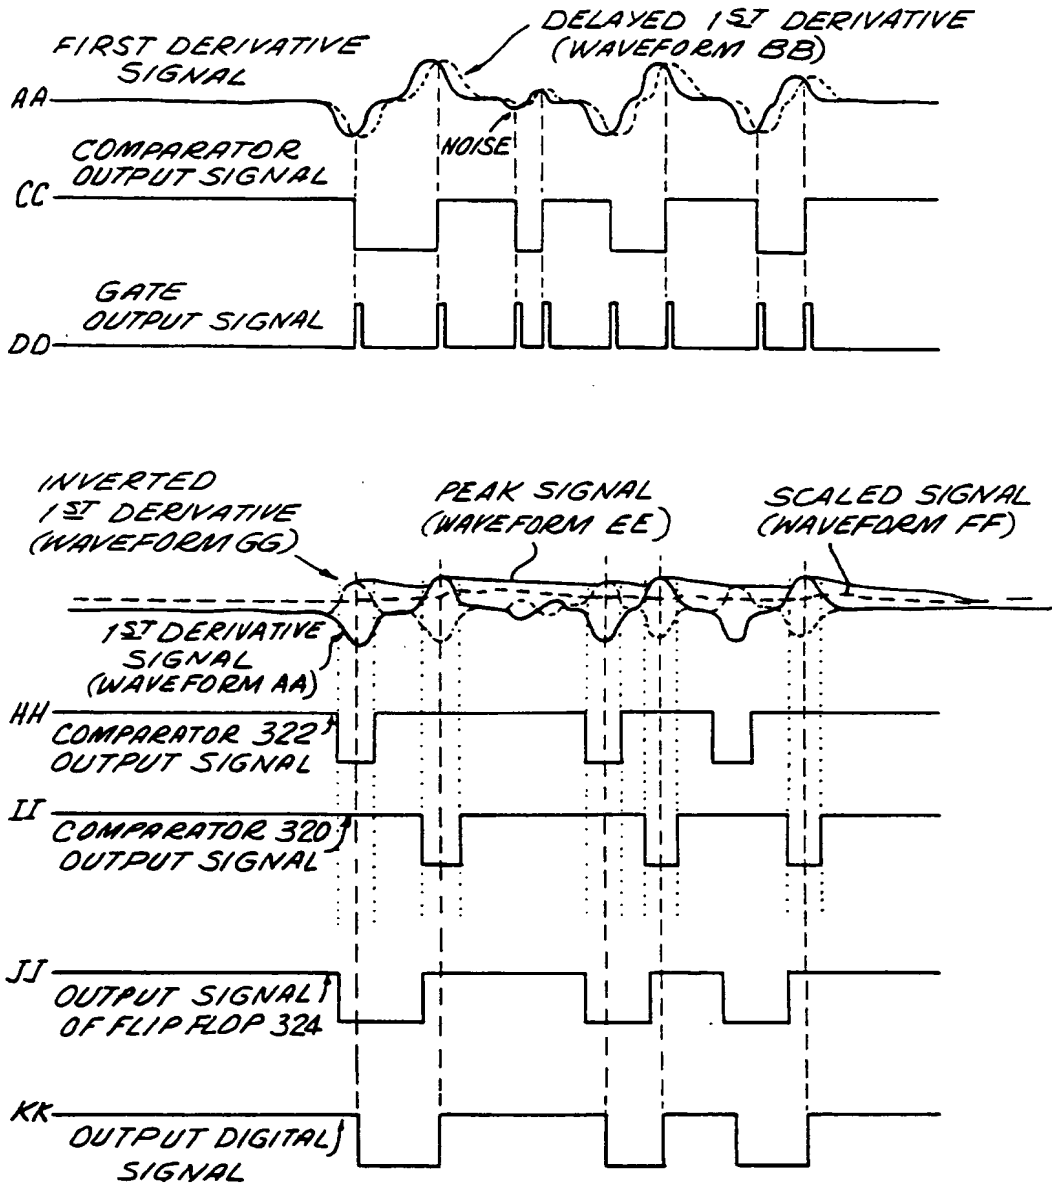 DELAYED 1ST DERIVATIVE
(WAVEFORM BB)
FIRST DERIVATIVE
SIGNAL
AA
NOISE
COMPARATOR
OUTPUT SIGNAL
CC
GATE
OUTPUT SIGNAL
DD
INVERTED
1ST DERIVATIVE
(WAVEFORM GG)
PEAK SIGNAL
(WAVEFORM EE)
SCALED SIGNAL
(WAVEFORM FF)
1ST DERIVATIVE
SIGNAL
(WAVEFORM AA)
HH
COMPARATOR 322
OUTPUT SIGNAL
II
COMPARATOR 320
OUTPUT SIGNAL
JJ
OUTPUT SIGNAL
OF FLIP FLOP 324
KK
OUTPUT DIGITAL
SIGNAL